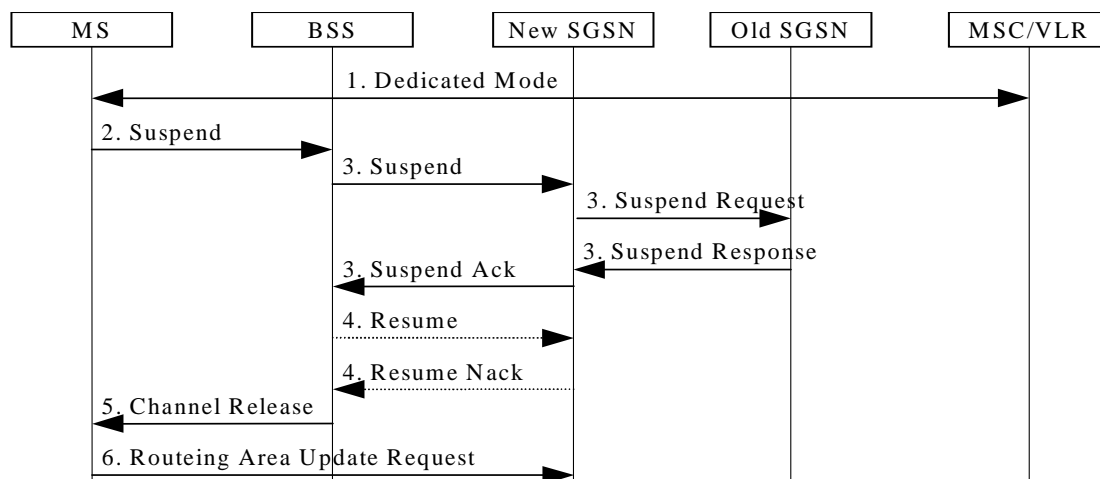 MS
BSS
New SGSN
Old SGSN
MSC/VLR
1. Dedicated Mode
2. Suspend
3. Suspend
3. Suspend Request
3. Suspend Response
3. Suspend Ack
4. Resume
4. Resume Nack
5. Channel Release
6. Routeing Area Update Request